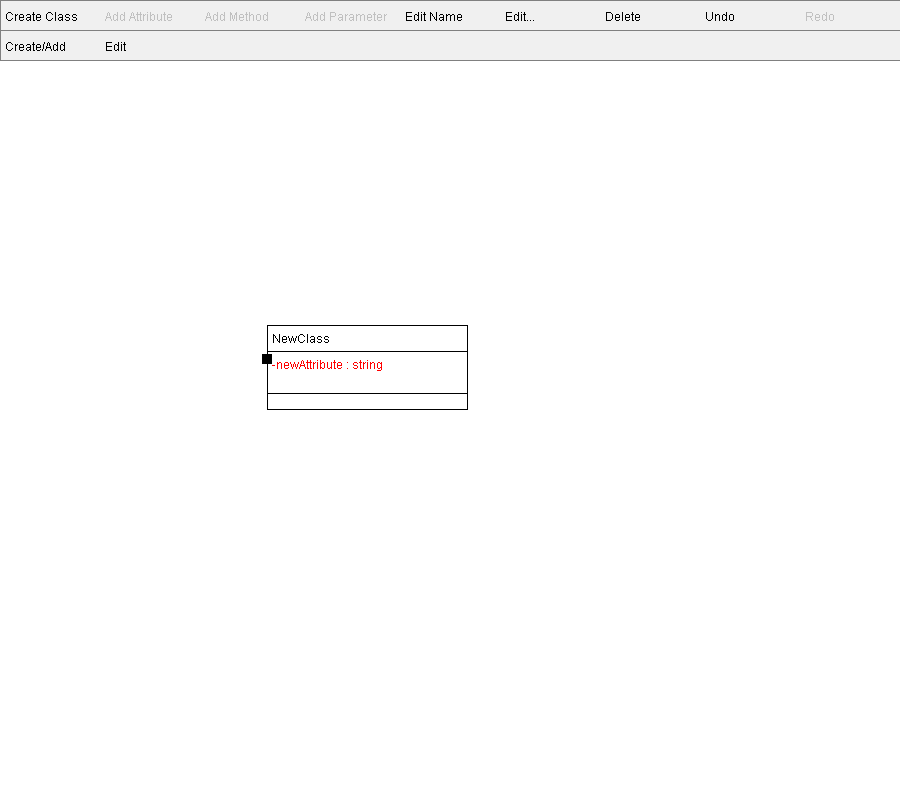 Create Class Add Attribute Add Method Add Parameter Edit Name Edit... Delete Undo Redo
Create/Add Edit
NewClass
-newAttribute : string